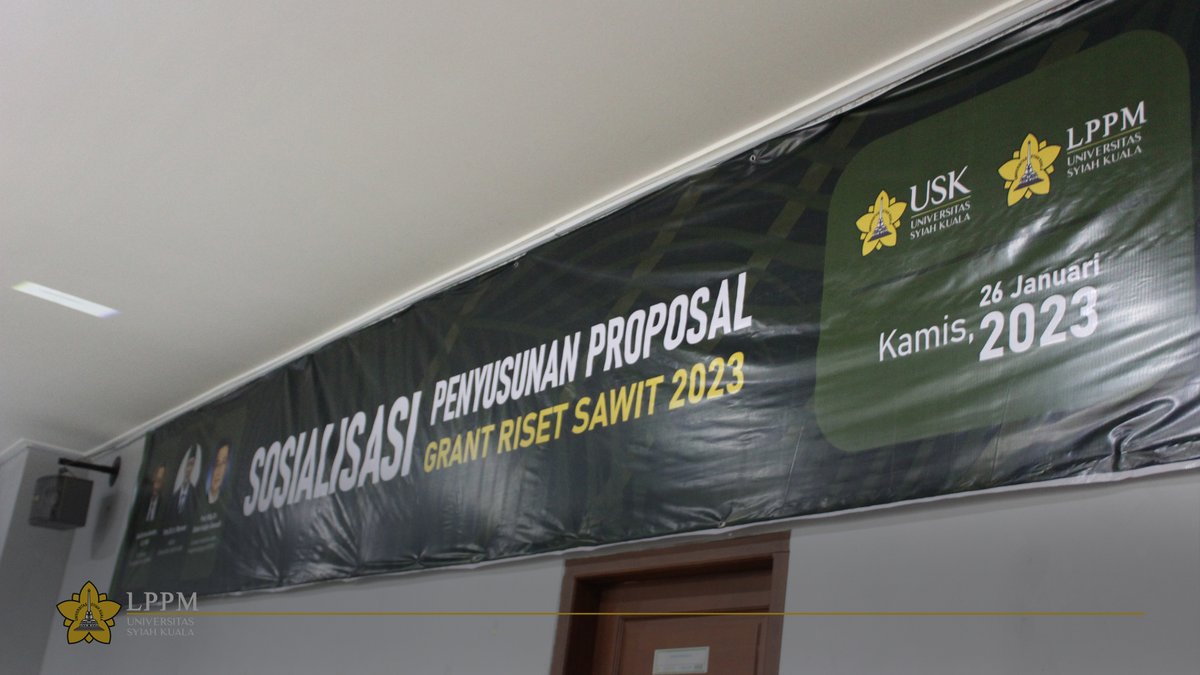 SOSIALISASI
PENYUSUNAN PROPOSAL
GRANT RISET SAWIT 2023
USK
UNIVERSITAS
SYIAH KUALA
LPPM
UNIVERSITAS
SYIAH KUALA
Kamis, 26 Januari
2023
LPPM
UNIVERSITAS
SYIAH KUALA